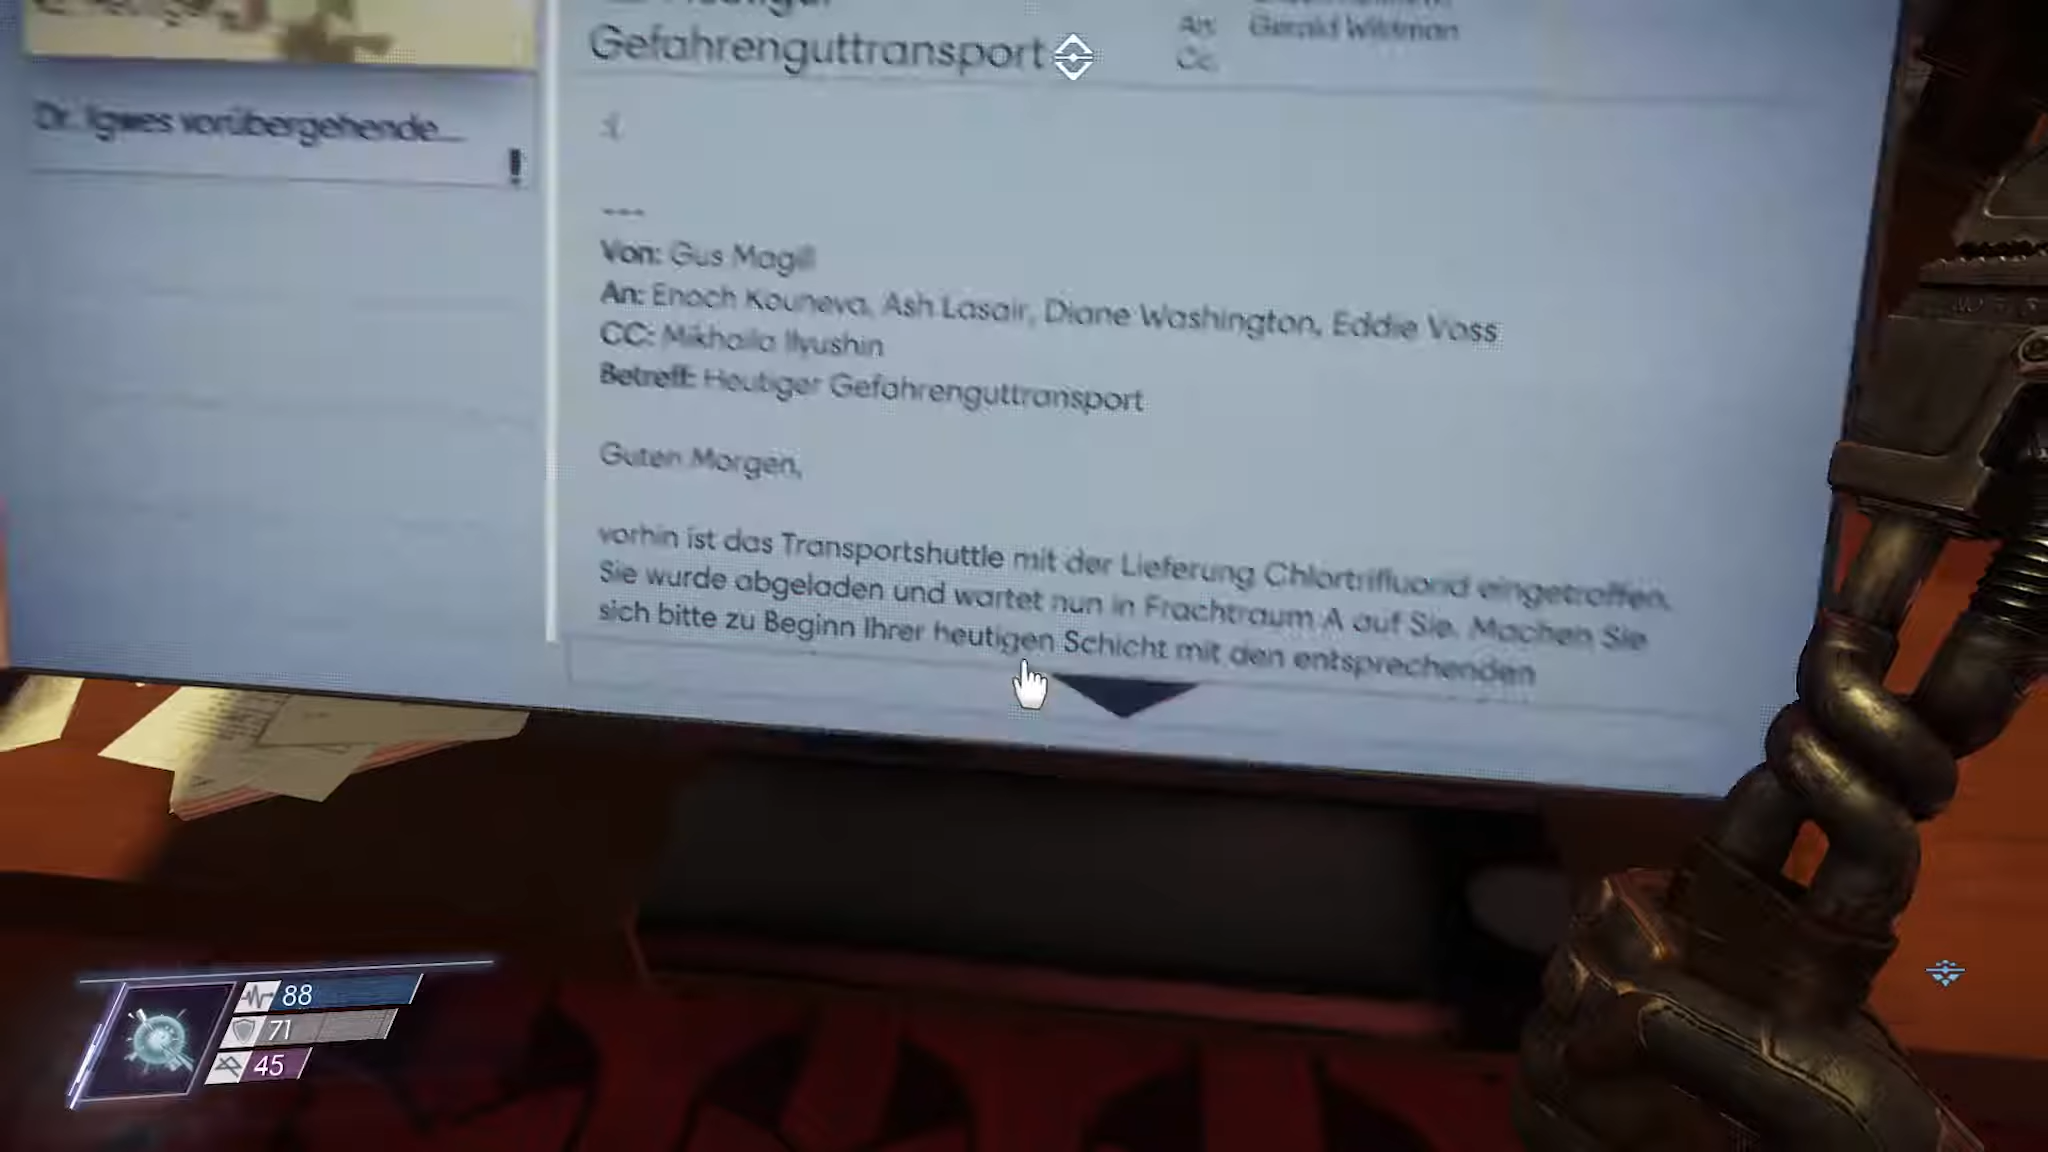 Heutiger
Gefahrenguttransport
An: Gerald Wildman
Cc:
Dr. Igwes vorübergehende...
!
:(
---
Von: Gus Magill
An: Enoch Kouneva, Ash Lasair, Diane Washington, Eddie Voss
CC: Mikhaila Ilyushin
Betreff: Heutiger Gefahrenguttransport
Guten Morgen,
vorhin ist das Transportshuttle mit der Lieferung Chlortrifluorid eingetroffen.
Sie wurde abgeladen und wartet nun in Frachtraum A auf Sie. Machen Sie
sich bitte zu Beginn Ihrer heutigen Schicht mit den entsprechenden
88
71
45